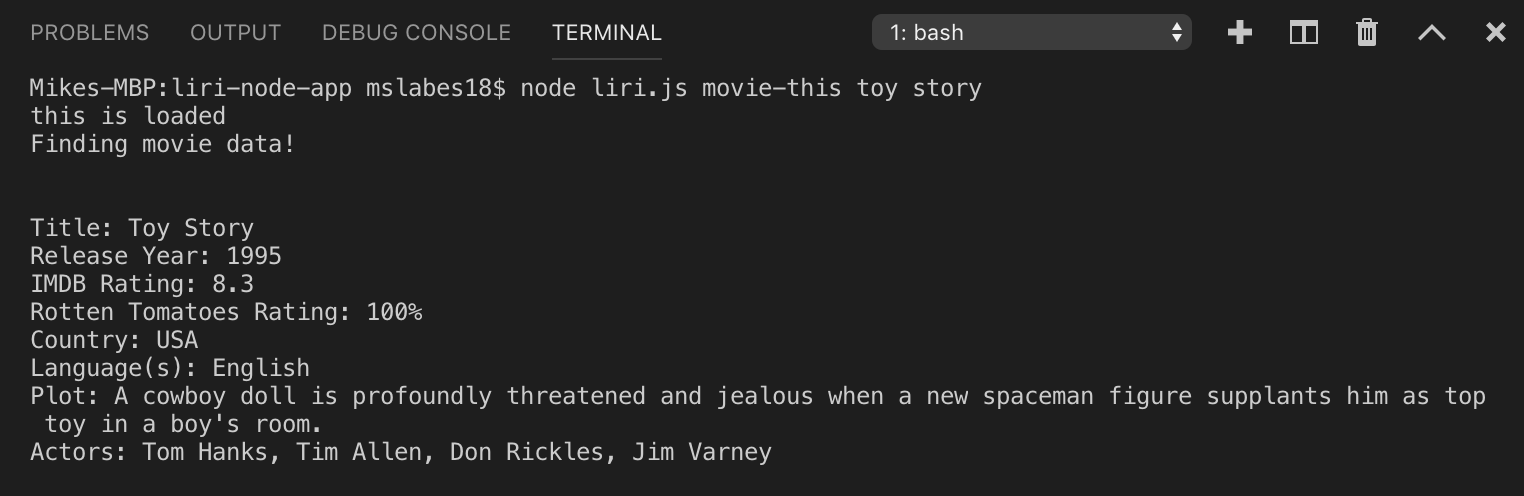 PROBLEMS OUTPUT DEBUG CONSOLE TERMINAL 1: bash
Mikes-MBP:liri-node-app mslabes18$ node liri.js movie-this toy story
this is loaded
Finding movie data!
Title: Toy Story
Release Year: 1995
IMDB Rating: 8.3
Rotten Tomatoes Rating: 100%
Country: USA
Language(s): English
Plot: A cowboy doll is profoundly threatened and jealous when a new spaceman figure supplants him as top
toy in a boy's room.
Actors: Tom Hanks, Tim Allen, Don Rickles, Jim Varney